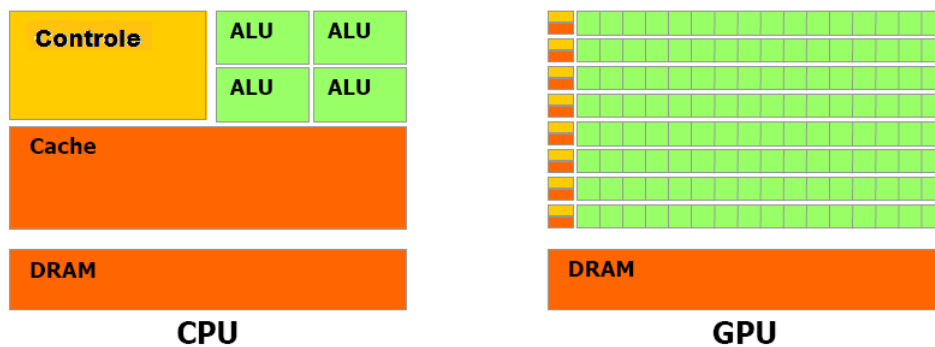 Controle
ALU ALU
ALU ALU
Cache
DRAM
CPU
DRAM
GPU